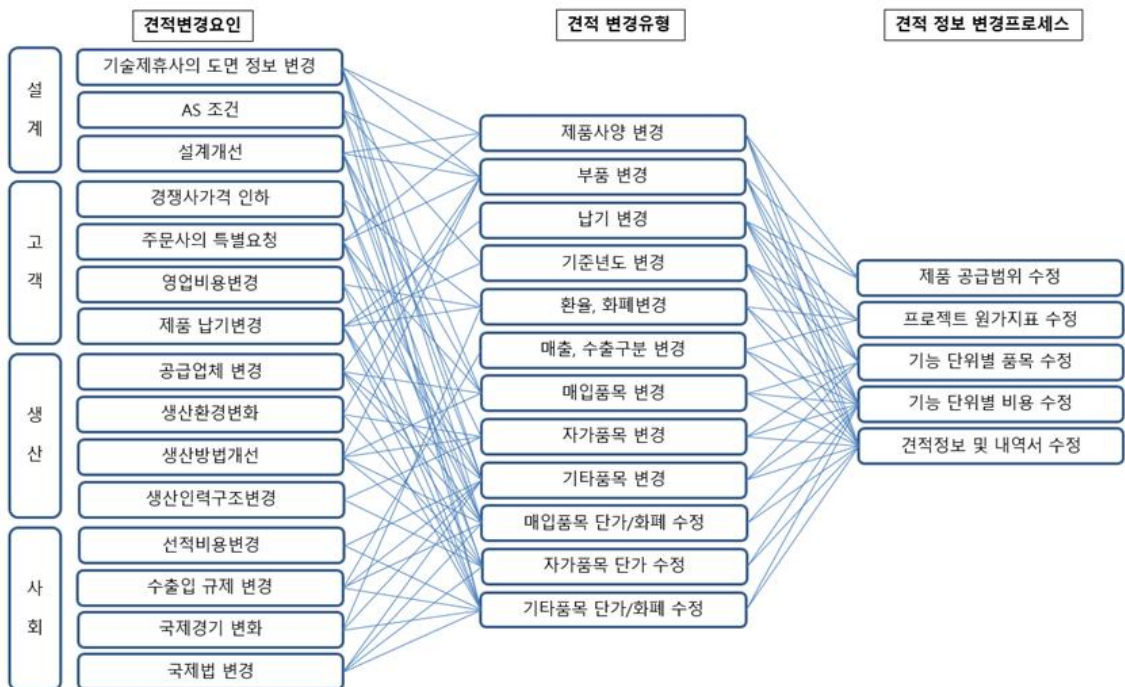 견적변경요인
견적 변경유형
견적 정보 변경프로세스
설
계
기술제휴사의 도면 정보 변경
AS 조건
설계개선
고
객
경쟁사가격 인하
주문사의 특별요청
영업비용변경
제품 납기변경
생
산
공급업체 변경
생산환경변화
생산방법개선
생산인력구조변경
사
회
선적비용변경
수출입 규제 변경
국제경기 변화
국제법 변경
제품사양 변경
부품 변경
납기 변경
기준년도 변경
환율, 화폐변경
매출, 수출구분 변경
매입품목 변경
자가품목 변경
기타품목 변경
매입품목 단가/화폐 수정
자가품목 단가 수정
기타품목 단가/화폐 수정
제품 공급범위 수정
프로젝트 원가지표 수정
기능 단위별 품목 수정
기능 단위별 비용 수정
견적정보 및 내역서 수정